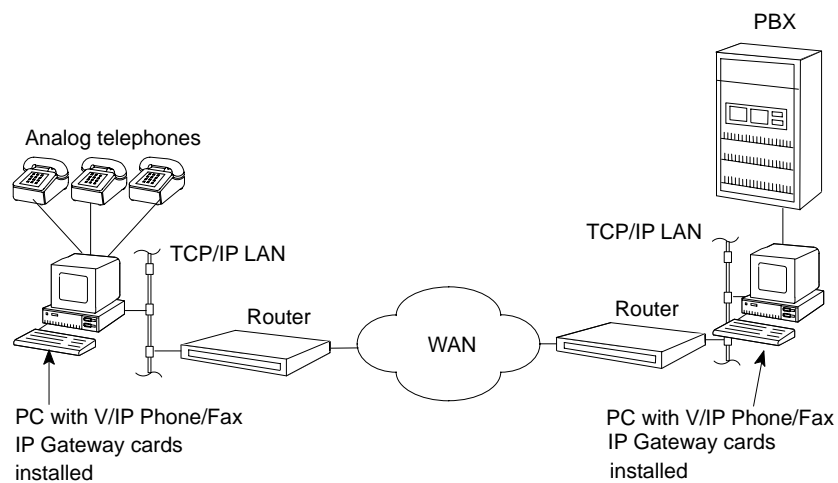 PBX
Analog telephones
TCP/IP LAN
TCP/IP LAN
Router
Router
WAN
PC with V/IP Phone/Fax
IP Gateway cards
installed
PC with V/IP Phone/Fax
IP Gateway cards
installed